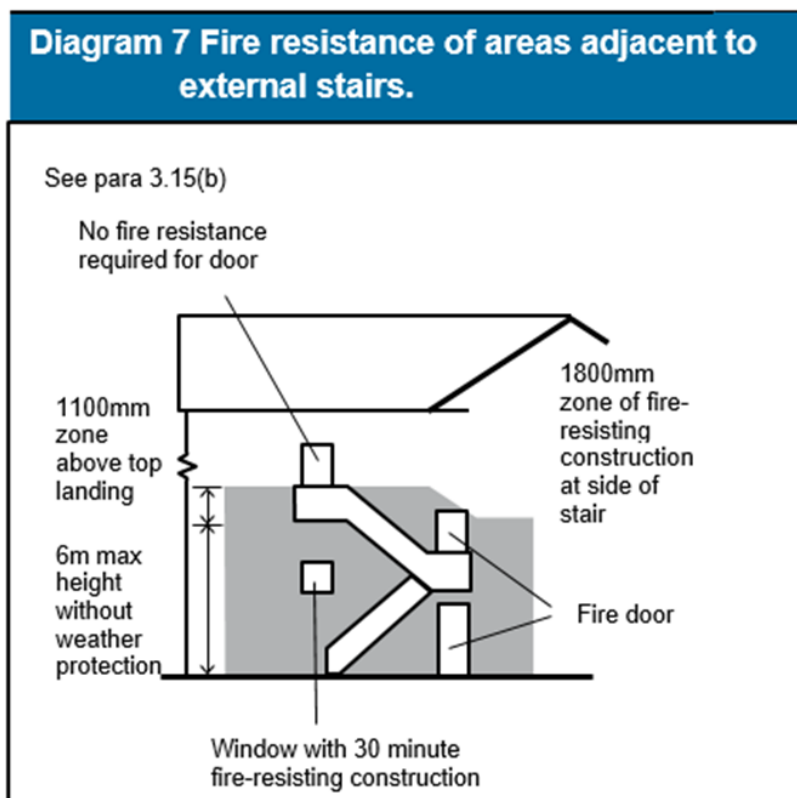 Diagram 7 Fire resistance of areas adjacent to
external stairs.
See para 3.15(b)
No fire resistance
required for door
1100mm
zone
above top
landing
6m max
height
without
weather
protection
1800mm
zone of fire-
resisting
construction
at side of
stair
Fire door
Window with 30 minute
fire-resisting construction